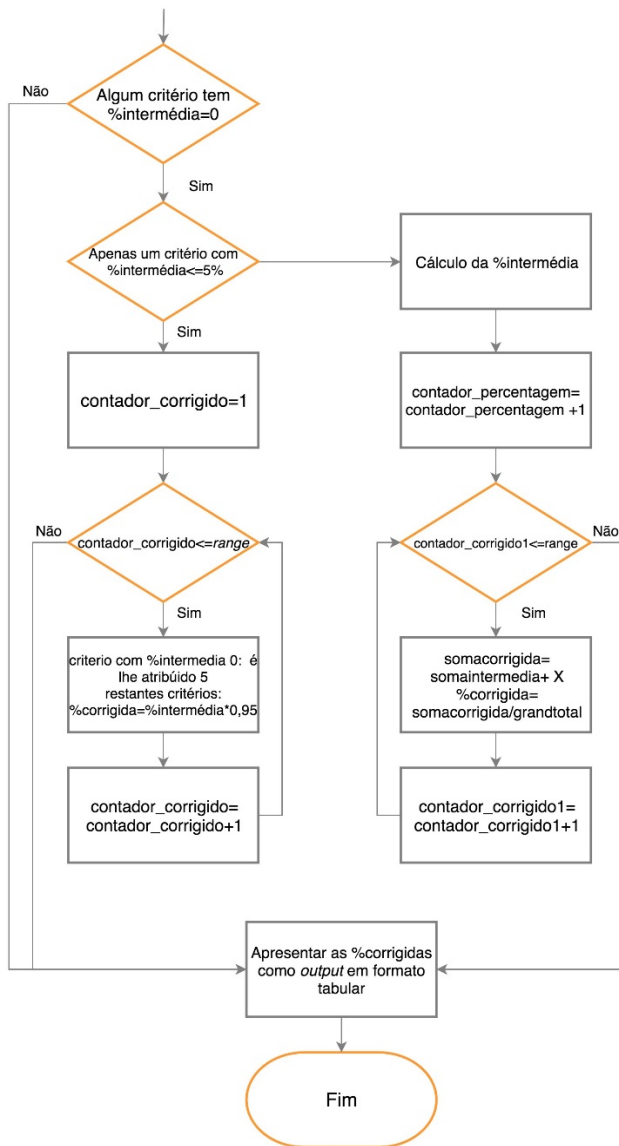 Não
Algum critério tem
%intermédia=0
Sim
Apenas um critério com
%intermédia<=5%
Cálculo da %intermédia
Sim
contador_corrigido=1
contador_percentagem=
contador_percentagem +1
Não
contador_corrigido<=range
contador_corrigido1<=range
Não
Sim
Sim
criterio com %intermedia 0: é
lhe atribúido 5
restantes critérios:
%corrigida=%intermédia*0,95
somacorrigida=
somaintermedia+ X
%corrigida=
somacorrigida/grandtotal
contador_corrigido=
contador_corrigido+1
contador_corrigido1=
contador_corrigido1+1
Apresentar as %corrigidas
como output em formato
tabular
Fim